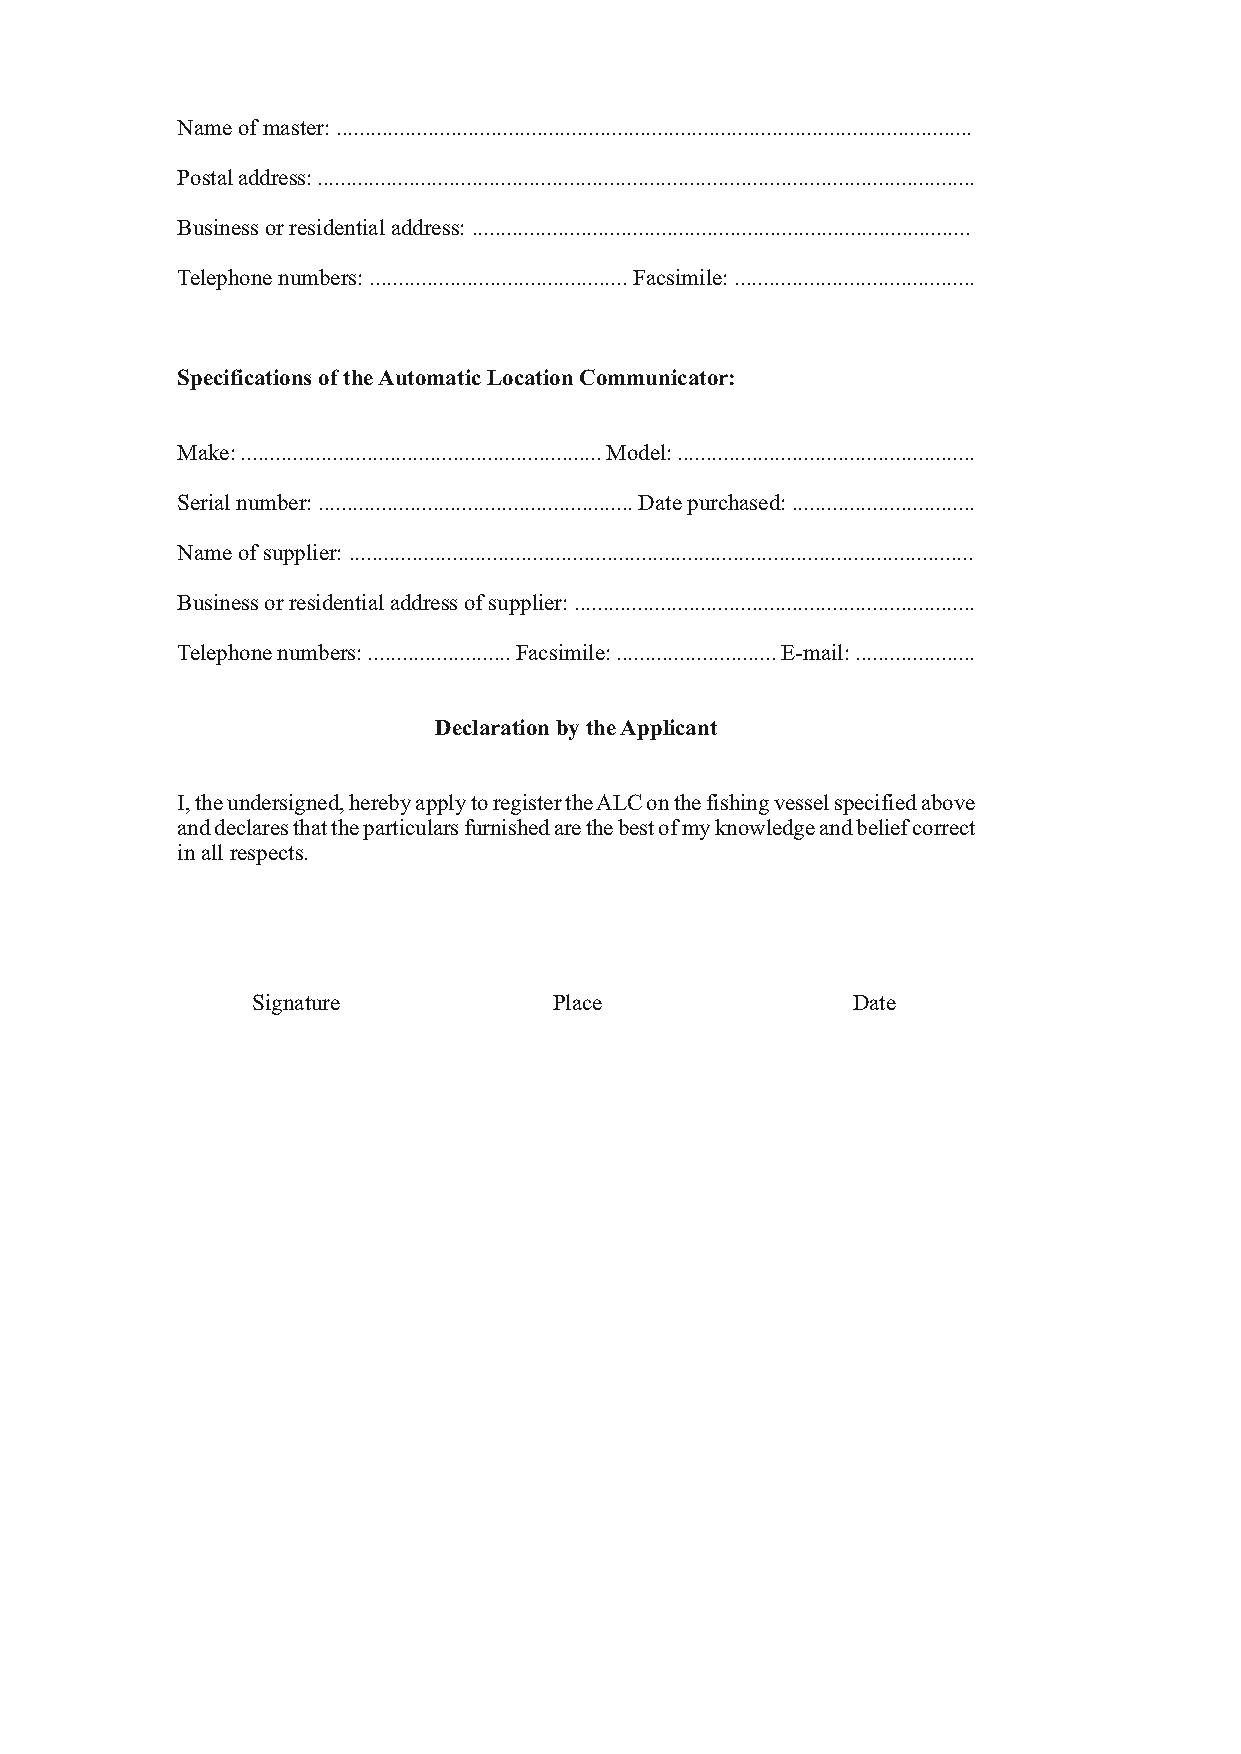 Name of master: ...............................................................................................................
Postal address: ...................................................................................................................
Business or residential address: .......................................................................................
Telephone numbers: ............................................. Facsimile: ..........................................
Specifications of the Automatic Location Communicator:
Make: ............................................................... Model: ....................................................
Serial number: ....................................................... Date purchased: ................................
Name of supplier: .............................................................................................................
Business or residential address of supplier: ......................................................................
Telephone numbers: ......................... Facsimile: ............................ E-mail: .....................
Declaration by the Applicant
I, the undersigned, hereby apply to register the ALC on the fishing vessel specified above
and declares that the particulars furnished are the best of my knowledge and belief correct
in all respects.
Signature Place Date